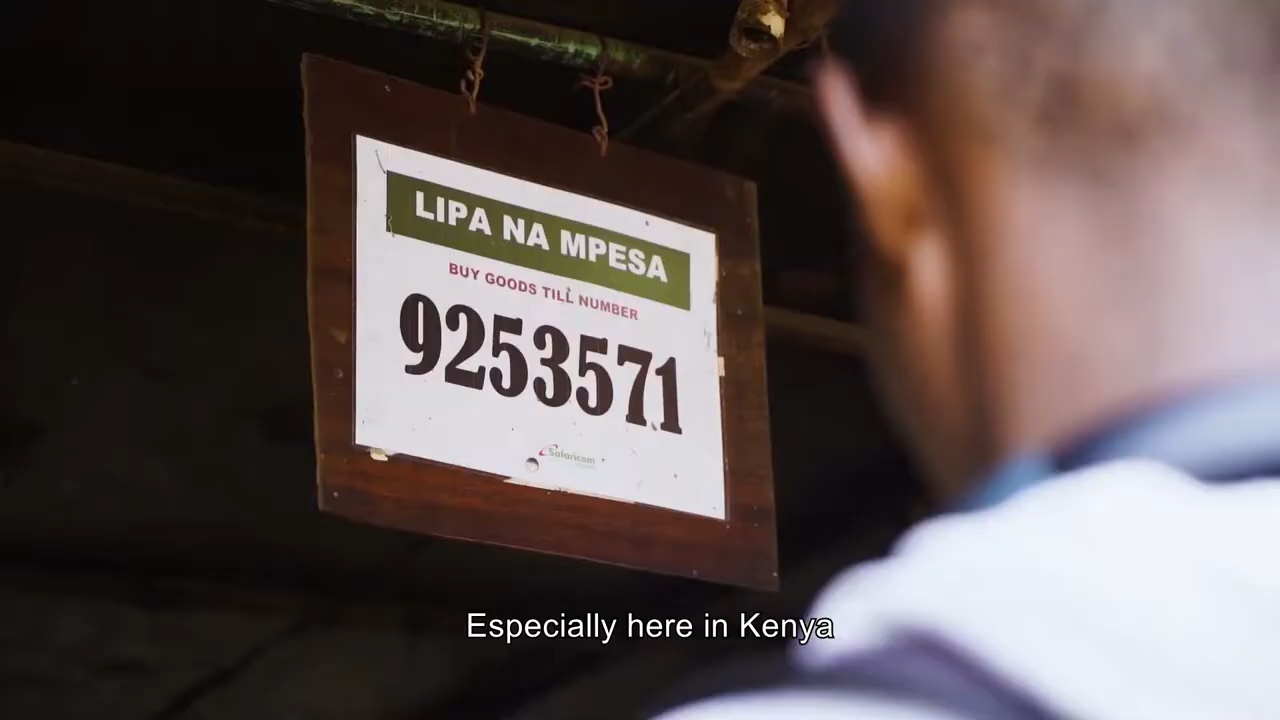 LIPA NA MPESA
BUY GOODS TILL NUMBER
9253571
Safaricom
Especially here in Kenya